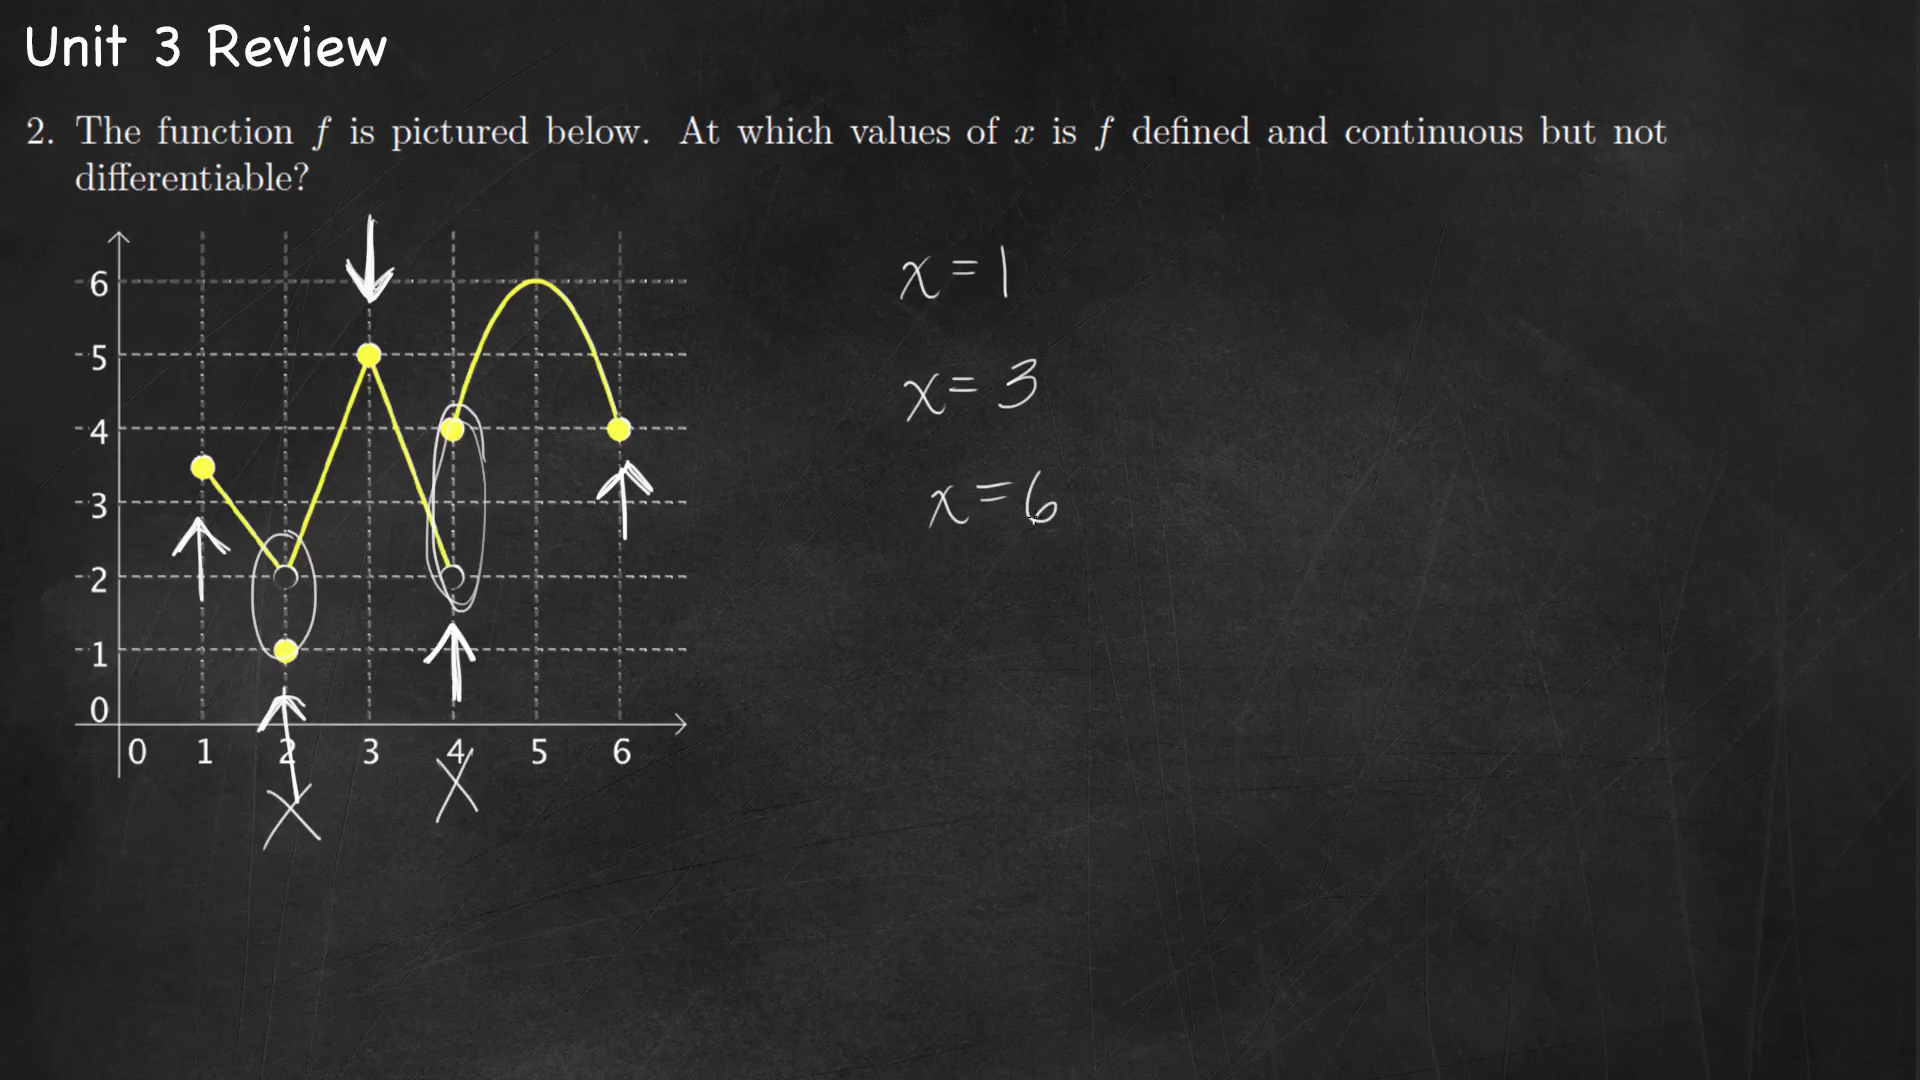 Unit 3 Review
2. The function f is pictured below. At which values of x is f defined and continuous but not
differentiable?
6
5
4
3
2
1
0
0 1 2 3 4 5 6
X X
x = 1
x = 3
x = 6